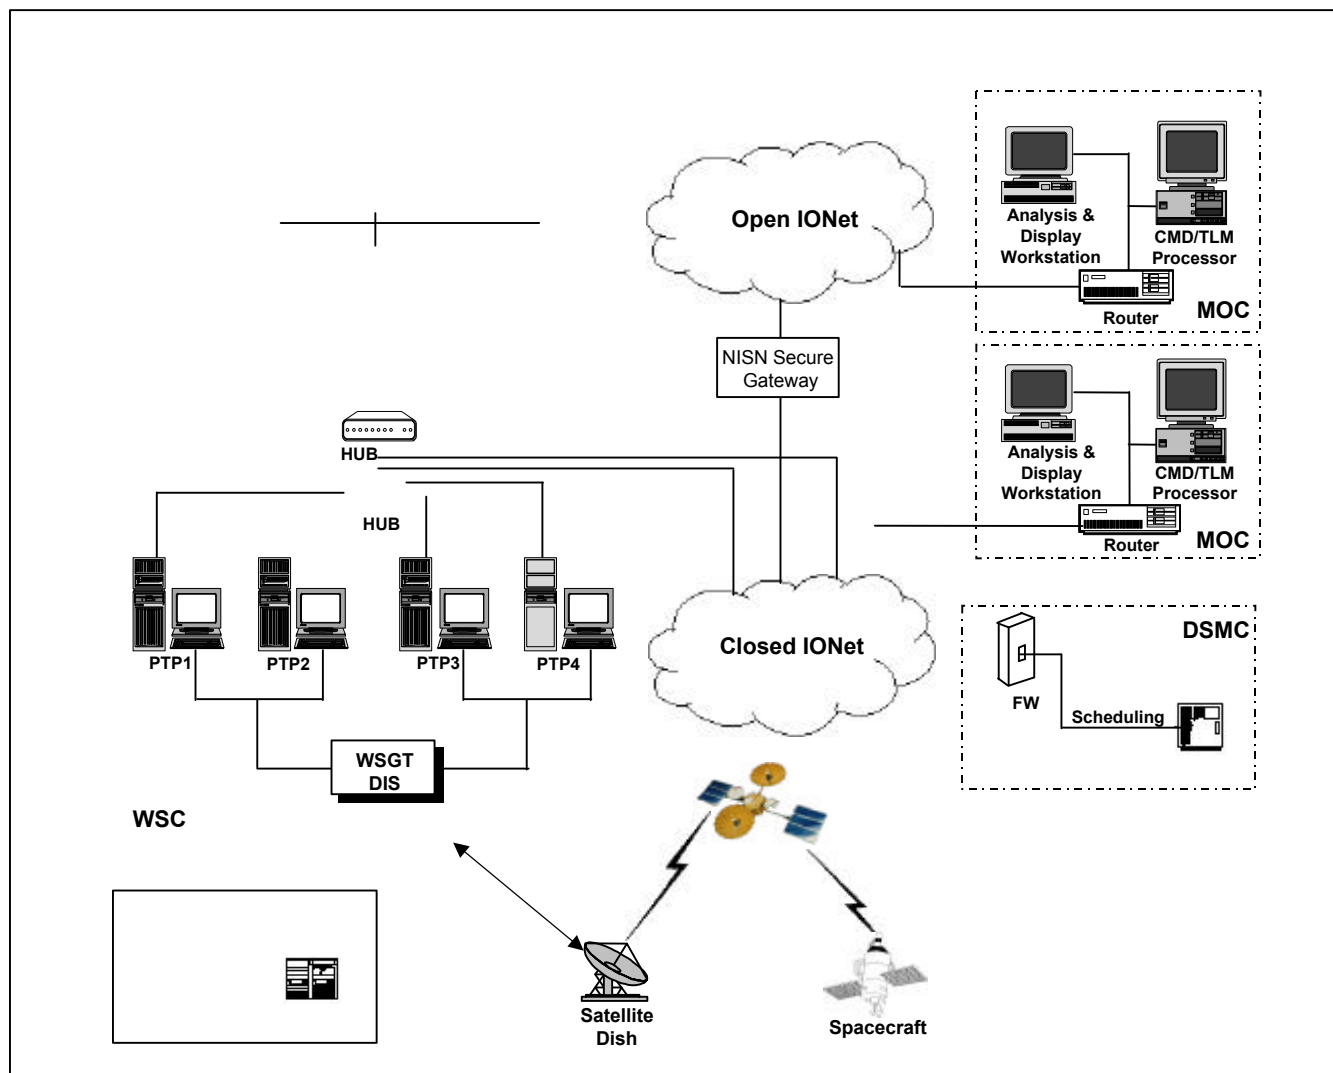 Open IONet
Analysis &
Display
Workstation
CMD/TLM
Processor
Router
MOC
NISN Secure
Gateway
Analysis &
Display
Workstation
CMD/TLM
Processor
Router
MOC
HUB
HUB
PTP1
PTP2
PTP3
PTP4
Closed IONet
DSMC
FW
Scheduling
WSGT
DIS
WSC
Satellite
Dish
Spacecraft